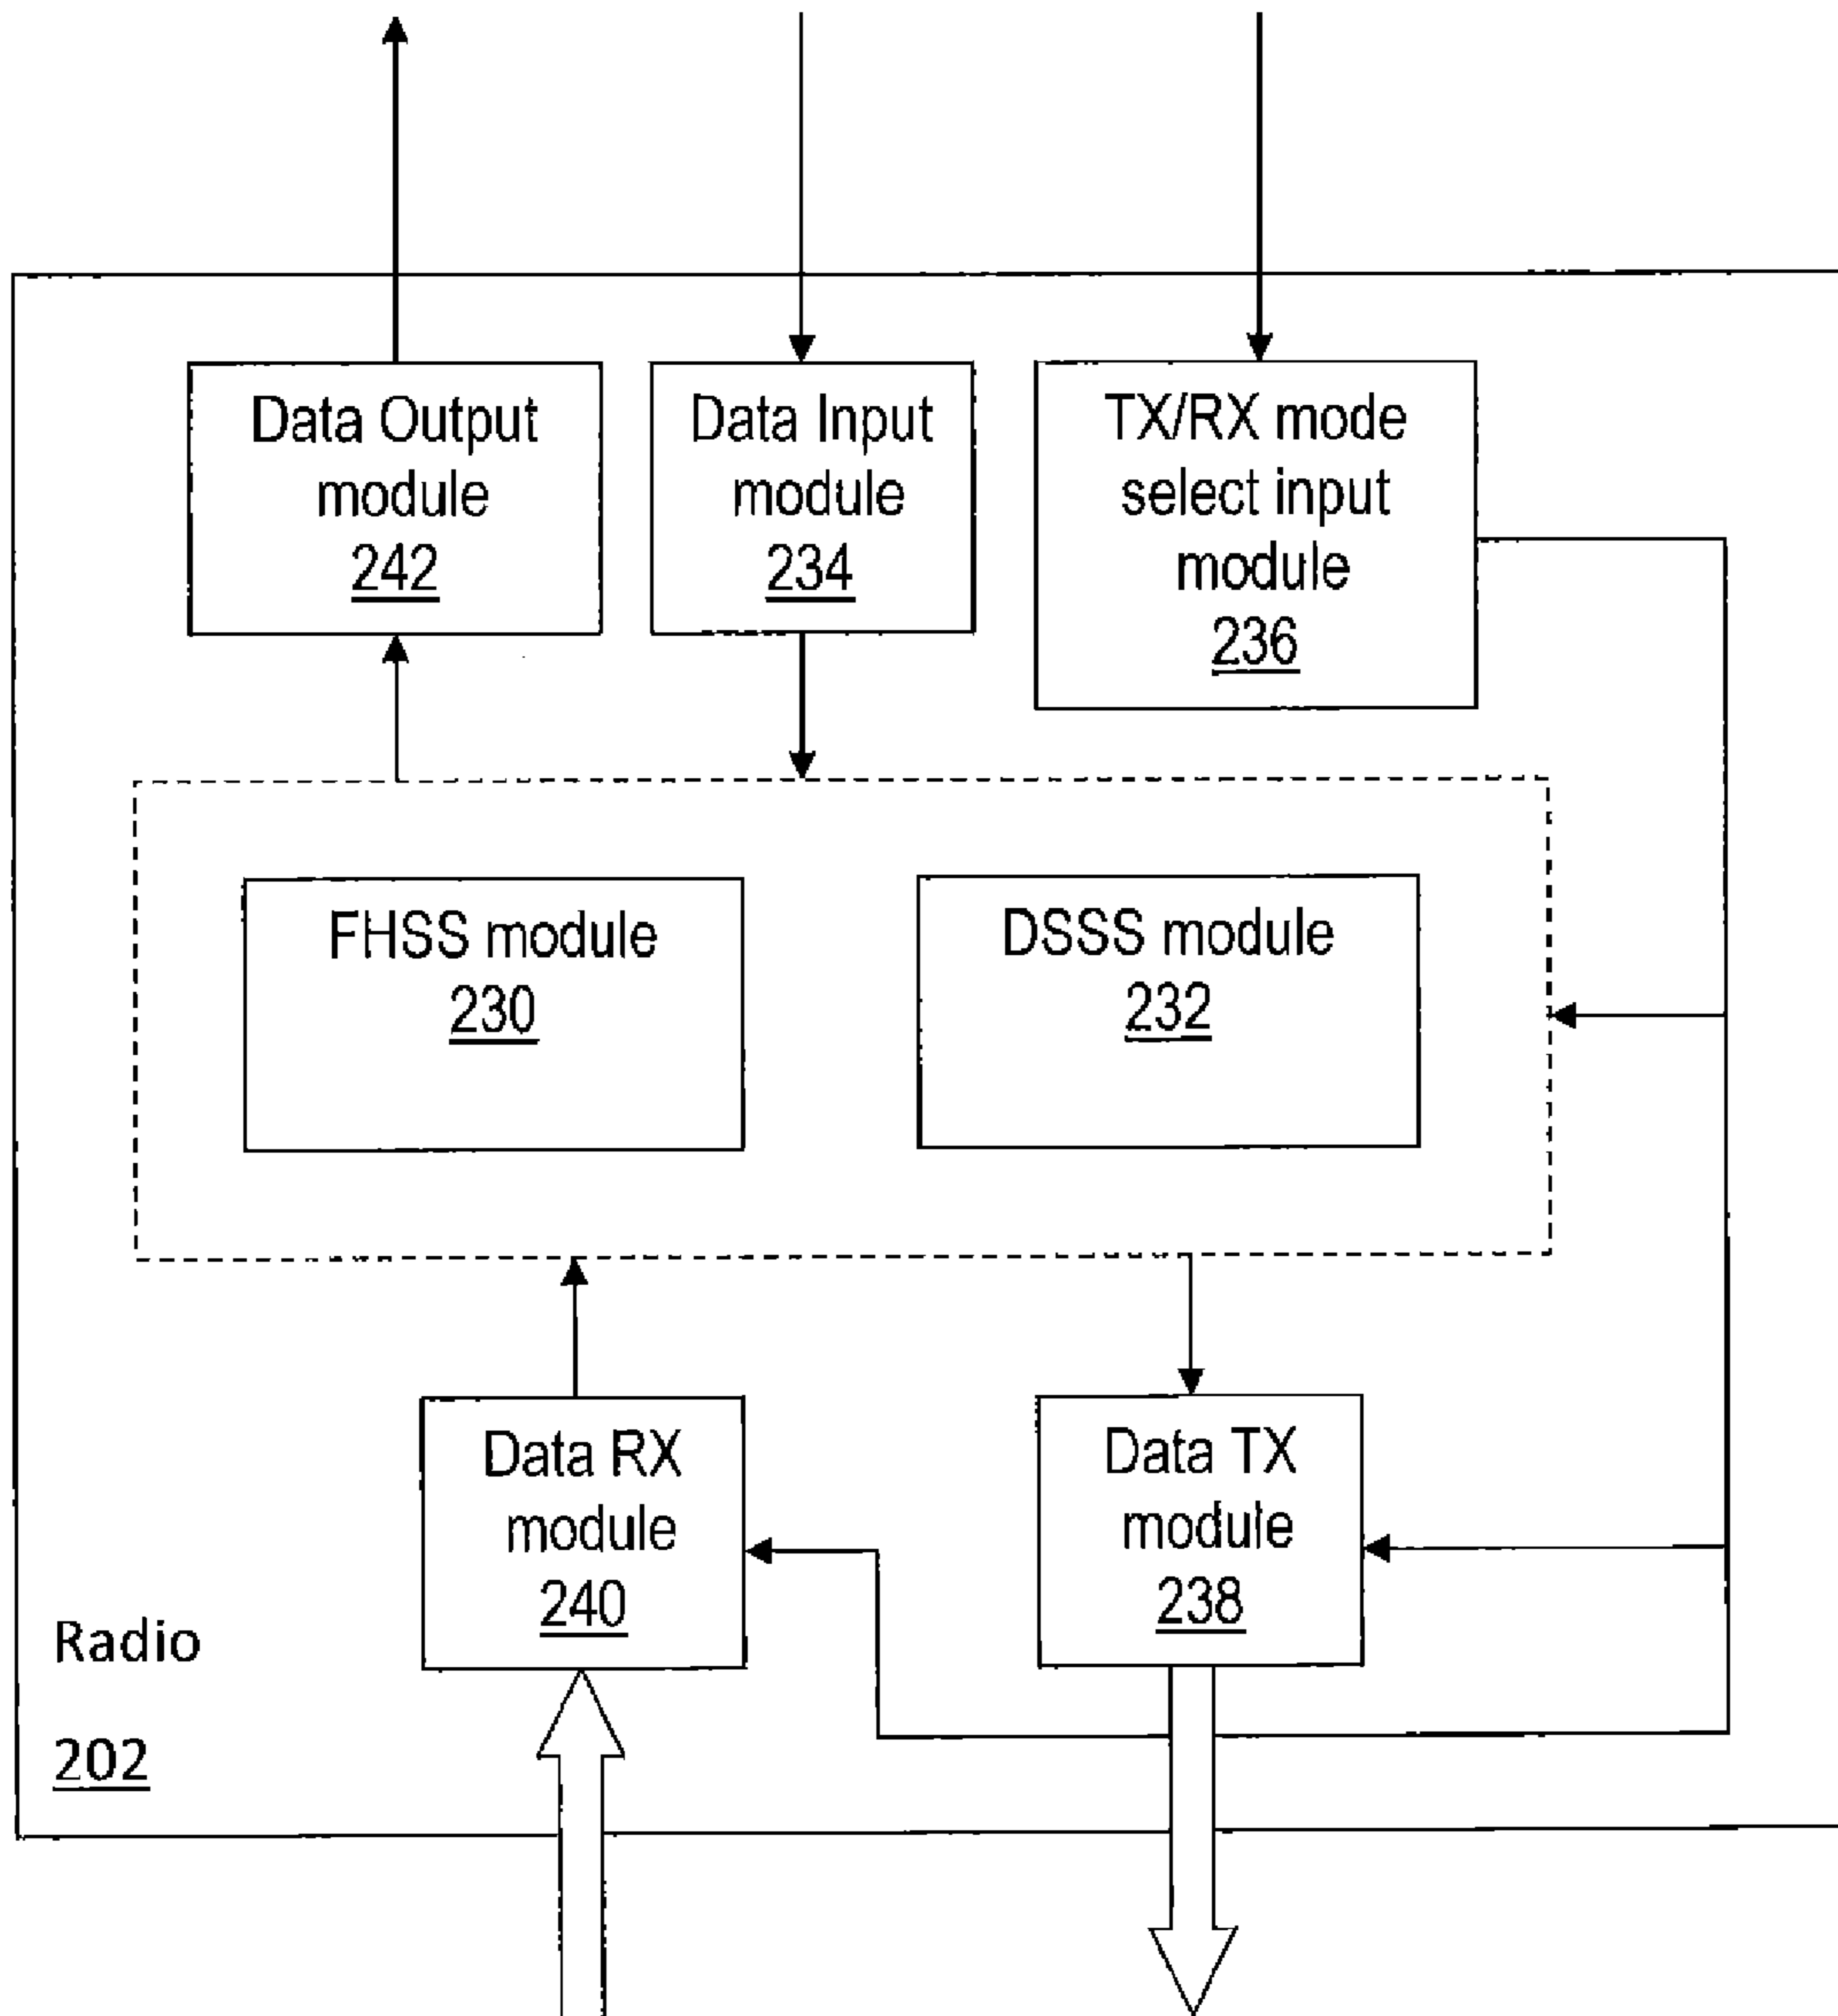 Data Output
module
242
Data Input
module
234
TX/RX mode
select input
module
236
FHSS module
230
DSSS module
232
Data RX
module
240
Data TX
module
238
Radio
202